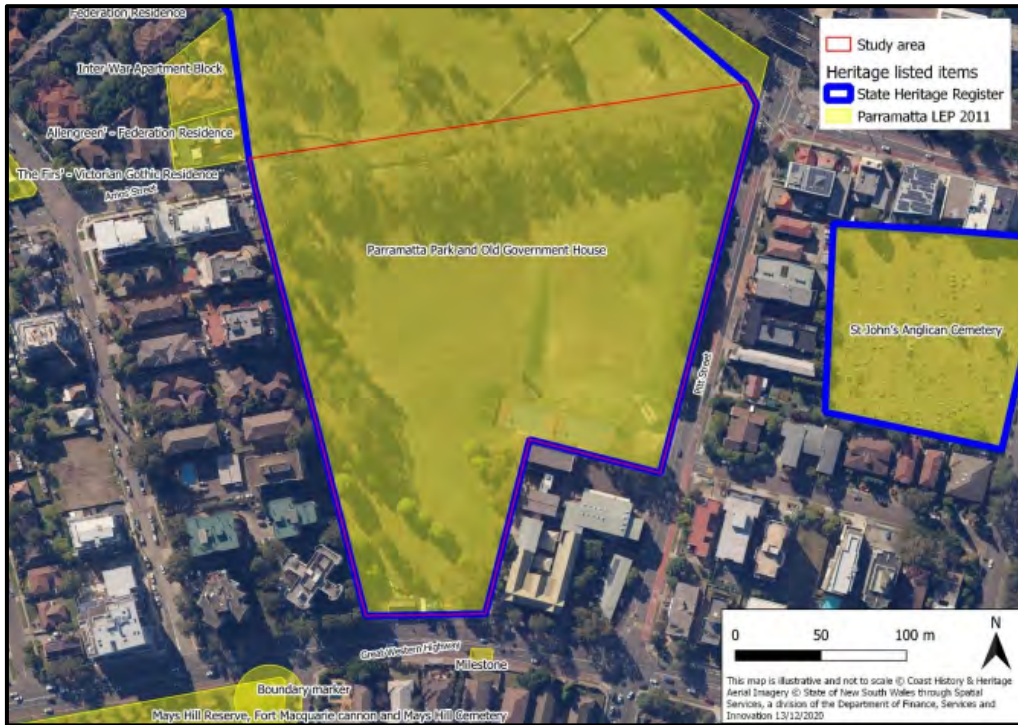 Federation Residence
Inter-War Apartment Block
Allengreen' - Federation Residence
'The Firs' - Victorian Gothic Residence
Amos Street
Parramatta Park and Old Government House
Pitt Street
St John's Anglican Cemetery
Great Western Highway
Milestone
Boundary marker
Mays Hill Reserve, Fort Macquarie cannon and Mays Hill Cemetery
Study area
Heritage listed items
State Heritage Register
Parramatta LEP 2011
0 50 100 m
N
This map is illustrative and not to scale © Coast History & Heritage
Aerial Imagery © State of New South Wales through Spatial
Services, a division of the Department of Finance, Services and
Innovation 13/12/2020